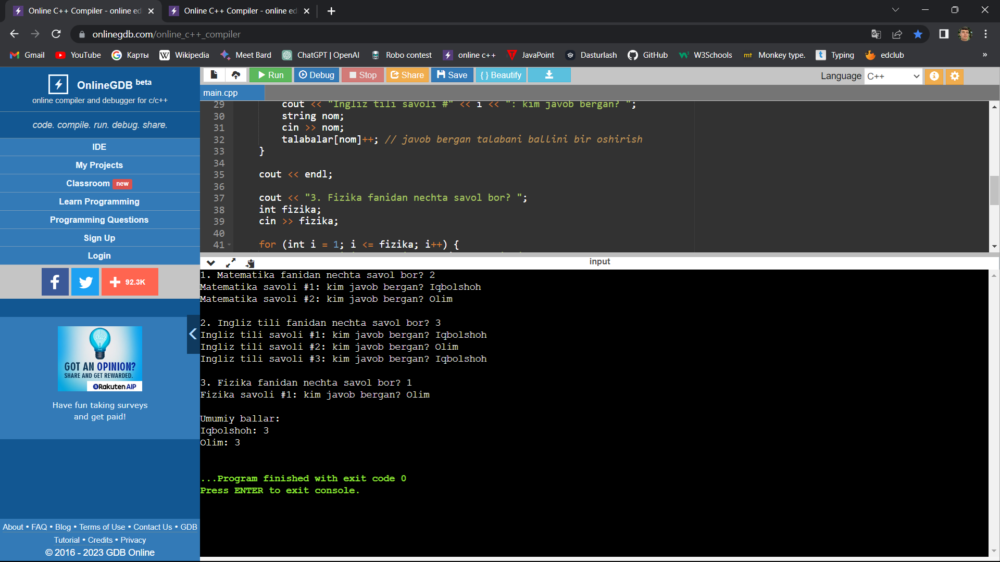 Online C++ Compiler - online ed
Online C++ Compiler - online ed
onlinegdb.com/online_c++_compiler
Gmail
YouTube
Карты
Wikipedia
Meet Bard
ChatGPT | OpenAI
Robo contest
online c++
JavaPoint
Dasturlash
GitHub
W3Schools
mt Monkey type.
Typing
edclub
»
OnlineGDB beta
online compiler and debugger for c/c++
code. compile. run. debug. share.
IDE
My Projects
Classroom new
Learn Programming
Programming Questions
Sign Up
Login
92.3K
GOT AN OPINION?
SHARE AND GET REWARDED.
Rakuten AIP
Have fun taking surveys
and get paid!
About • FAQ • Blog • Terms of Use • Contact Us • GDB
Tutorial • Credits • Privacy
© 2016 - 2023 GDB Online
Run
Debug
Stop
Share
Save
{ } Beautify
Language C++
main.cpp
29 cout << "Ingliz tili savoli #" << i << ": kim javob bergan? ";
30 string nom;
31 cin >> nom;
32 talabalar[nom]++; // javob bergan talabani ballini bir oshirish
33 }
34
35 cout << endl;
36
37 cout << "3. Fizika fanidan nechta savol bor? ";
38 int fizika;
39 cin >> fizika;
40
41 for (int i = 1; i <= fizika; i++) {
input
1. Matematika fanidan nechta savol bor? 2
Matematika savoli #1: kim javob bergan? Iqbolshoh
Matematika savoli #2: kim javob bergan? Olim
2. Ingliz tili fanidan nechta savol bor? 3
Ingliz tili savoli #1: kim javob bergan? Iqbolshoh
Ingliz tili savoli #2: kim javob bergan? Olim
Ingliz tili savoli #3: kim javob bergan? Iqbolshoh
3. Fizika fanidan nechta savol bor? 1
Fizika savoli #1: kim javob bergan? Olim
Umumiy ballar:
Iqbolshoh: 3
Olim: 3
...Program finished with exit code 0
Press ENTER to exit console.